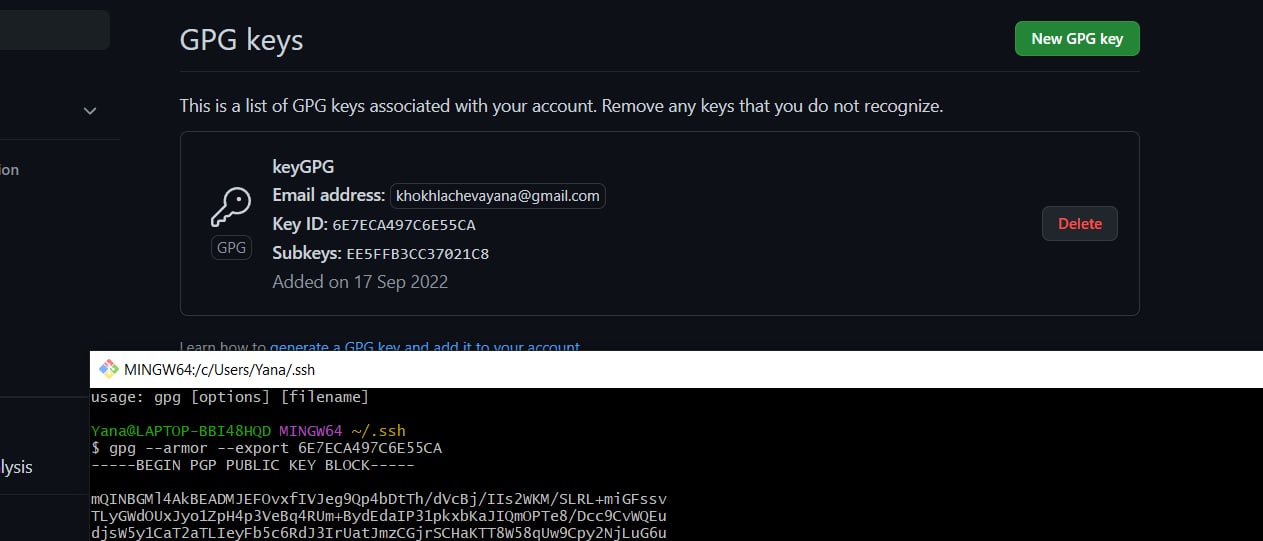 GPG keys
New GPG key
This is a list of GPG keys associated with your account. Remove any keys that you do not recognize.
ion
keyGPG
Email address: khokhlachevayana@gmail.com
Key ID: 6E7ECA497C6E55CA
GPG
Delete
Subkeys: EE5FFB3CC37021C8
Added on 17 Sep 2022
Learn how to generate a GPG key and add it to your account
MINGW64:/c/Users/Yana/.ssh
usage: gpg [options] [filename]
Yana@LAPTOP-BBI48HQD MINGW64 ~/.ssh
$ gpg --armor --export 6E7ECA497C6E55CA
-----BEGIN PGP PUBLIC KEY BLOCK-----
lysis
mQINBGMl4AkBEADMJEFOvxfIVJeg9Qp4bDtTh/dVcBj/IIs2WKM/SLRL+miGFssv
TLyGWdOUxJyo1ZpH4p3VeBq4RUm+BydEdaIP31pkxbKaJIQmOPTe8/Dcc9CvWQEu
djsW5y1CaT2aTLIeyFb5c6RdJ3IrUatJmzCGjrSCHaKTT8W58qUw9Cpy2NjLuG6u